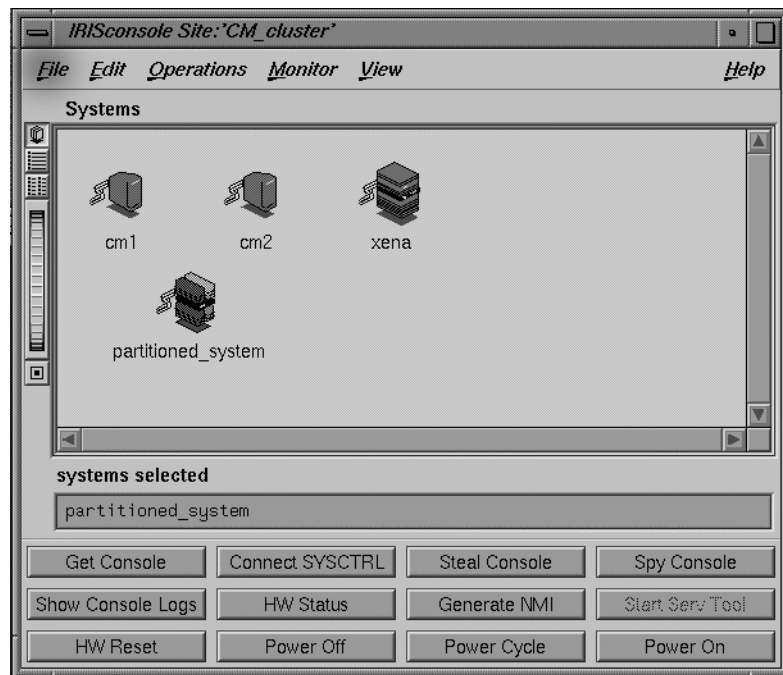 IRISconsole Site:'CM_cluster'
File Edit Operations Monitor View Help
Systems
cm1 cm2 xena
partitioned_system
systems selected
partitioned_system
Get Console Connect SYSCTRL Steal Console Spy Console
Show Console Logs HW Status Generate NMI Start Serv Tool
HW Reset Power Off Power Cycle Power On